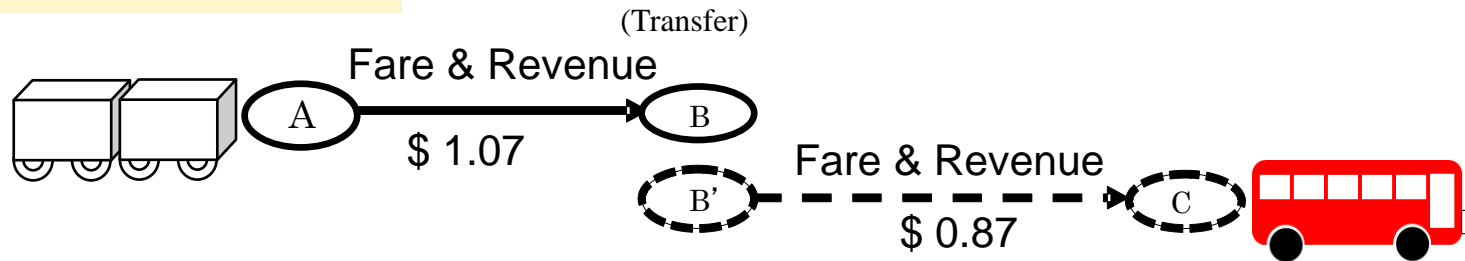 (Transfer)
Fare & Revenue
A
B
$ 1.07
Fare & Revenue
B'
C
$ 0.87